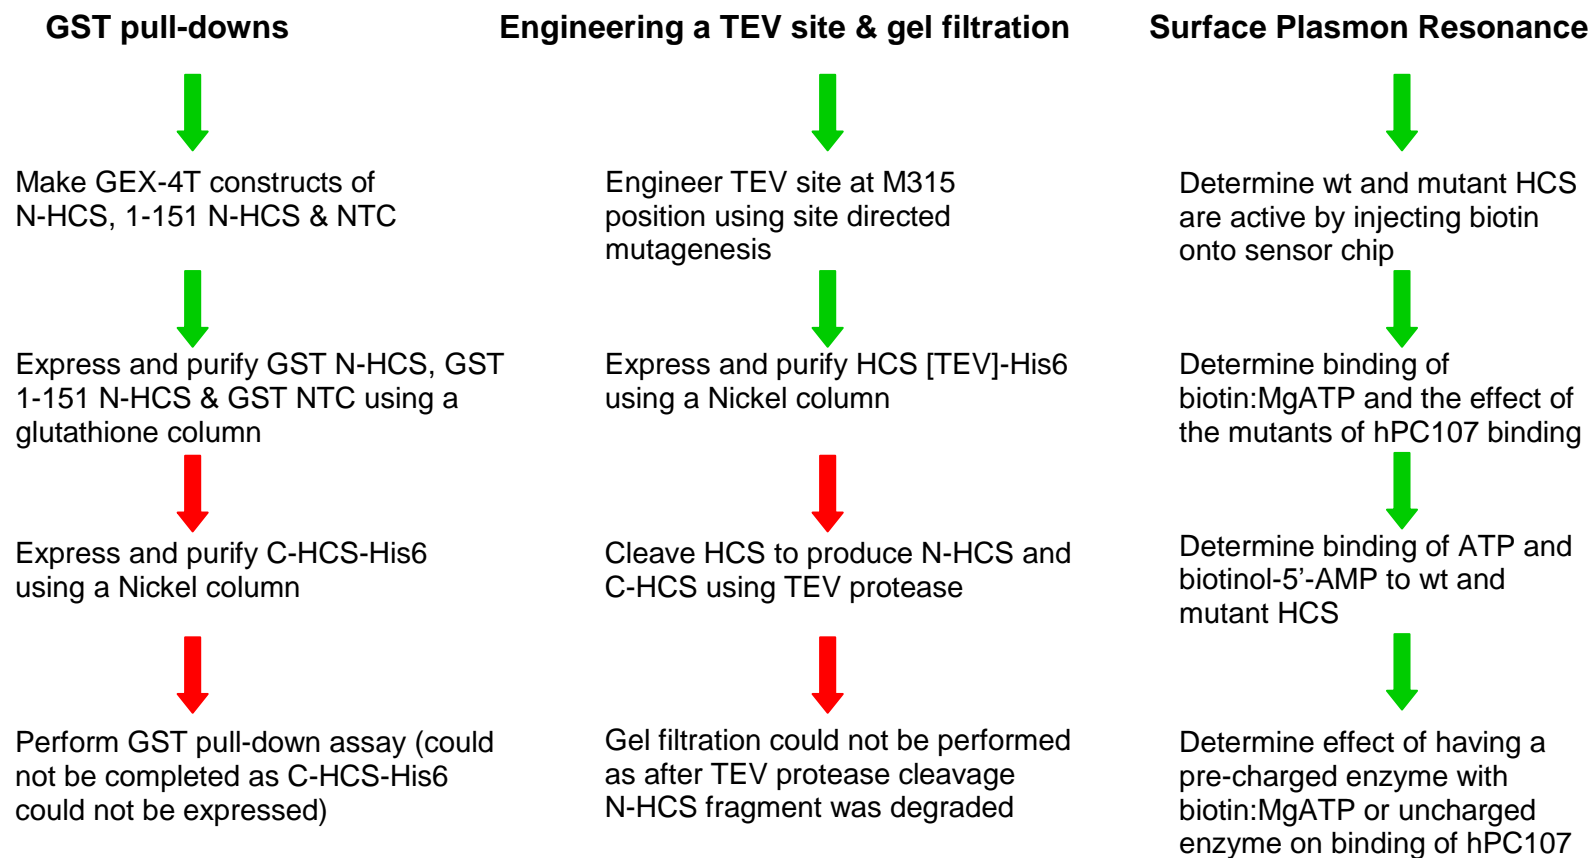 GST pull-downs
Make GEX-4T constructs of
N-HCS, 1-151 N-HCS & NTC
Express and purify GST N-HCS, GST
1-151 N-HCS & GST NTC using a
glutathione column
Express and purify C-HCS-His6
using a Nickel column
Perform GST pull-down assay (could
not be completed as C-HCS-His6
could not be expressed)
Engineering a TEV site & gel filtration
Engineer TEV site at M315
position using site directed
mutagenesis
Express and purify HCS [TEV]-His6
using a Nickel column
Cleave HCS to produce N-HCS and
C-HCS using TEV protease
Gel filtration could not be performed
as after TEV protease cleavage
N-HCS fragment was degraded
Surface Plasmon Resonance
Determine wt and mutant HCS
are active by injecting biotin
onto sensor chip
Determine binding of
biotin:MgATP and the effect of
the mutants of hPC107 binding
Determine binding of ATP and
biotinol-5’-AMP to wt and
mutant HCS
Determine effect of having a
pre-charged enzyme with
biotin:MgATP or uncharged
enzyme on binding of hPC107